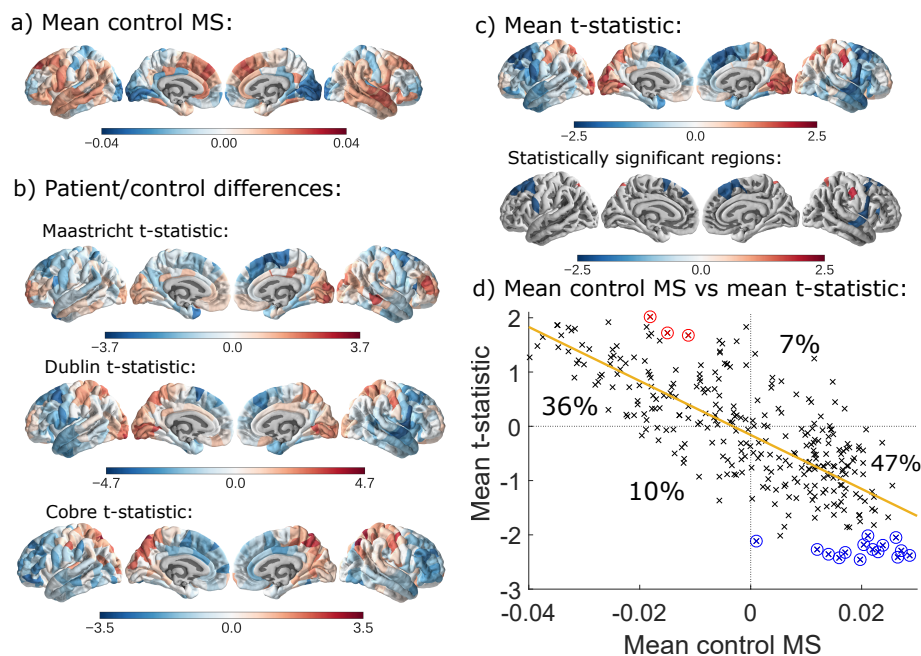 a) Mean control MS:
-0.04 0.00 0.04
b) Patient/control differences:
Maastricht t-statistic:
-3.7 0.0 3.7
Dublin t-statistic:
-4.7 0.0 4.7
Cobre t-statistic:
-3.5 0.0 3.5
c) Mean t-statistic:
-2.5 0.0 2.5
Statistically significant regions:
-2.5 0.0 2.5
d) Mean control MS vs mean t-statistic:
Mean t-statistic
2
1
0
-1
-2
-3
7%
36%
47%
10%
-0.04 -0.02 0 0.02
Mean control MS